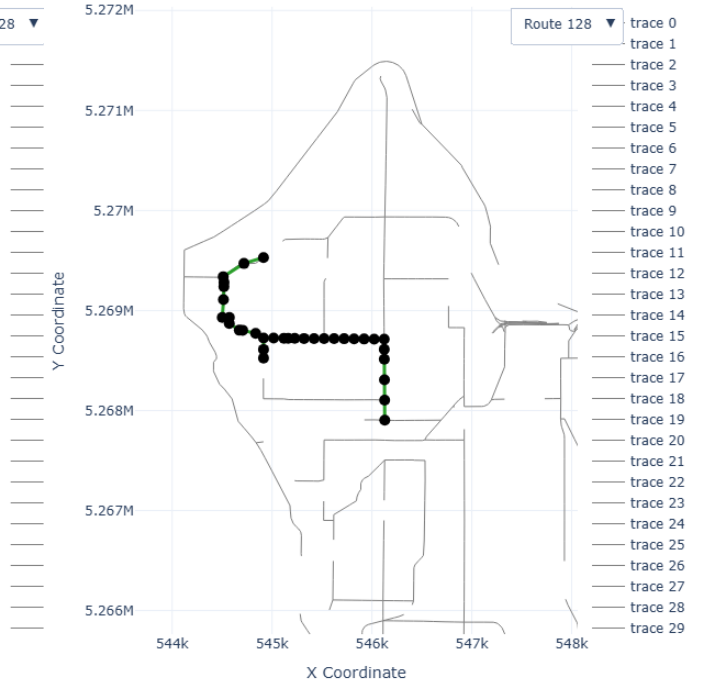 28 ▼
Route 128 ▼
5.272M
5.271M
5.27M
5.269M
5.268M
5.267M
5.266M
Y Coordinate
544k
545k
546k
547k
548k
X Coordinate
trace 0
trace 1
trace 2
trace 3
trace 4
trace 5
trace 6
trace 7
trace 8
trace 9
trace 10
trace 11
trace 12
trace 13
trace 14
trace 15
trace 16
trace 17
trace 18
trace 19
trace 20
trace 21
trace 22
trace 23
trace 24
trace 25
trace 26
trace 27
trace 28
trace 29